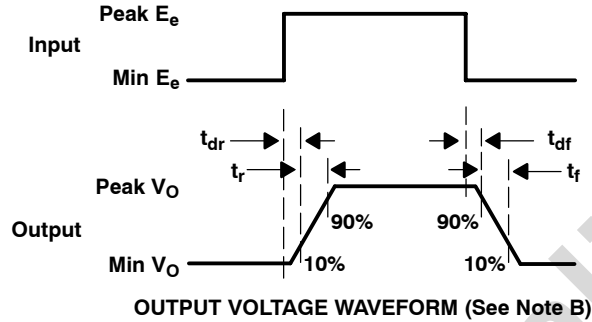 Peak Ee
Input
Min Ee
tdr
tdf
tr
tf
Peak VO
90%
90%
Output
10%
10%
Min VO
OUTPUT VOLTAGE WAVEFORM (See Note B)